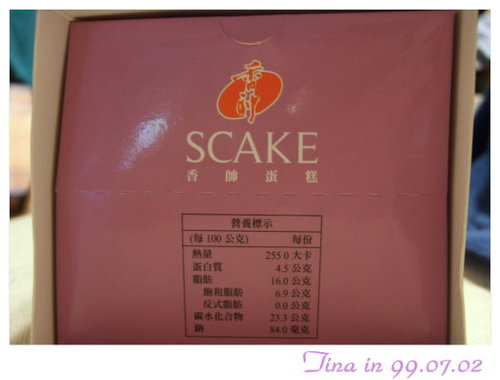 香帥
SCAKE
香帥蛋糕
營養標示
(每 100 公克) 每份
熱量 255.0 大卡
蛋白質 4.5 公克
脂肪 16.0 公克
飽和脂肪 6.9 公克
反式脂肪 0.0 公克
碳水化合物 23.3 公克
鈉 84.0 毫克
Tina in 99.07.02